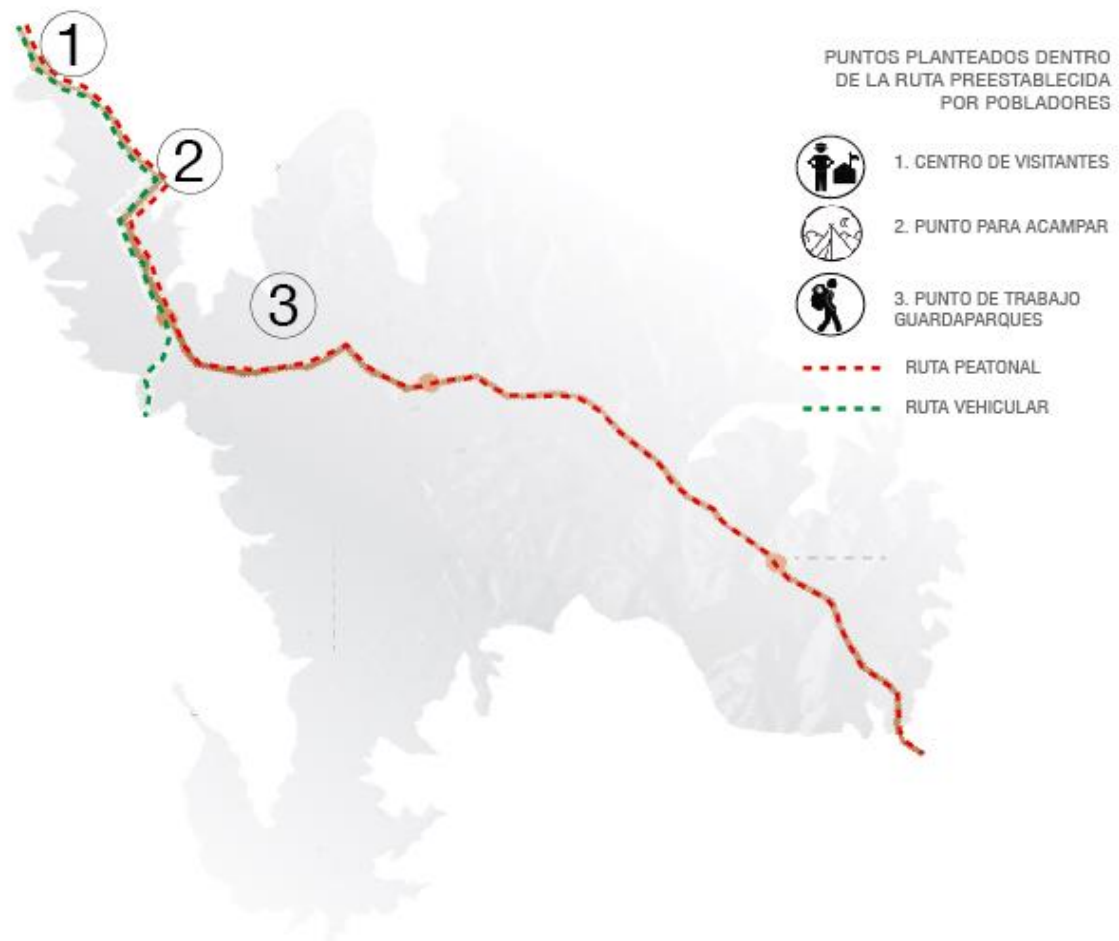 1
2
3
PUNTOS PLANTEADOS DENTRO
DE LA RUTA PREESTABLECIDA
POR POBLADORES
1. CENTRO DE VISITANTES
2. PUNTO PARA ACAMPAR
3. PUNTO DE TRABAJO
GUARDAPARQUES
RUTA PEATONAL
RUTA VEHICULAR